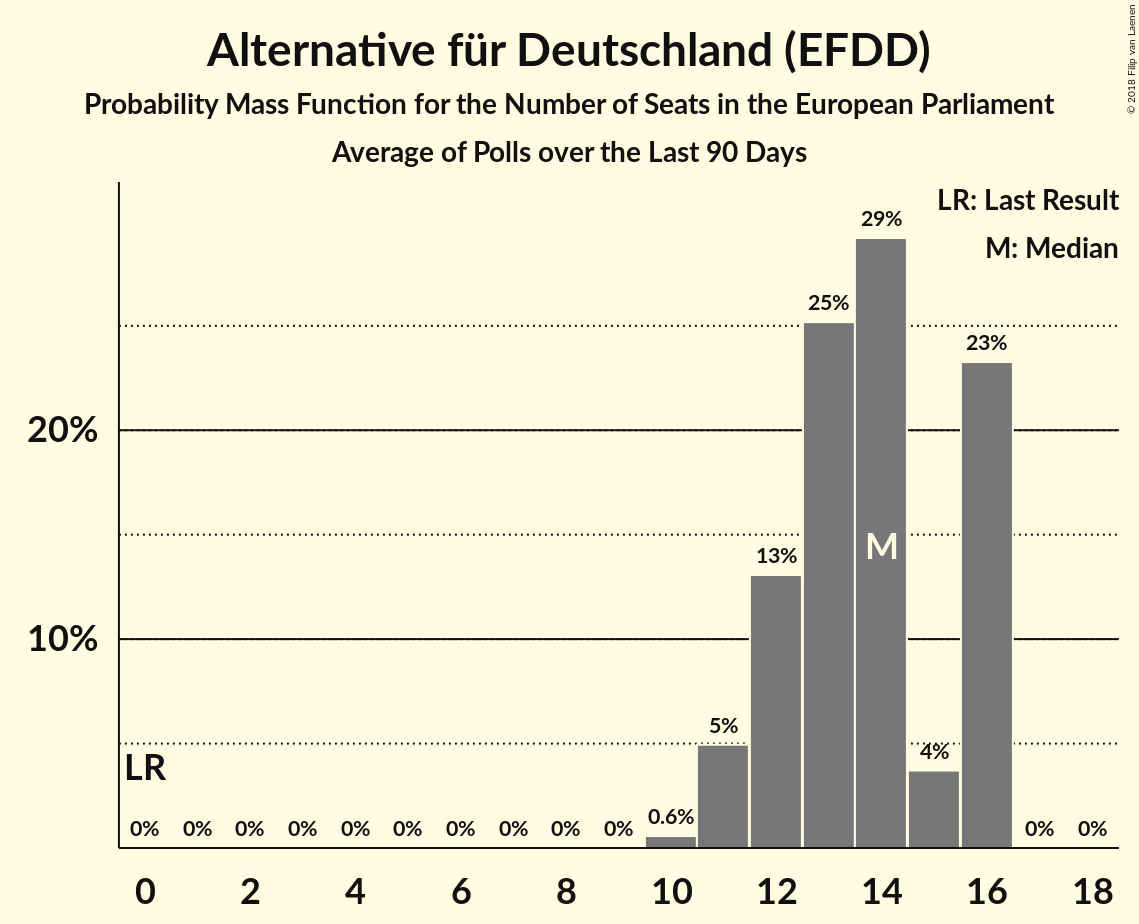 Alternative für Deutschland (EFDD)
Probability Mass Function for the Number of Seats in the European Parliament
Average of Polls over the Last 90 Days
© 2018 Filip van Laenen
LR: Last Result
M: Median
29%
25%
23%
20%
M
13%
10%
5%
4%
LR
0% 0% 0% 0% 0% 0% 0% 0% 0% 0% 0.6% 0% 0%
0 2 4 6 8 10 12 14 16 18